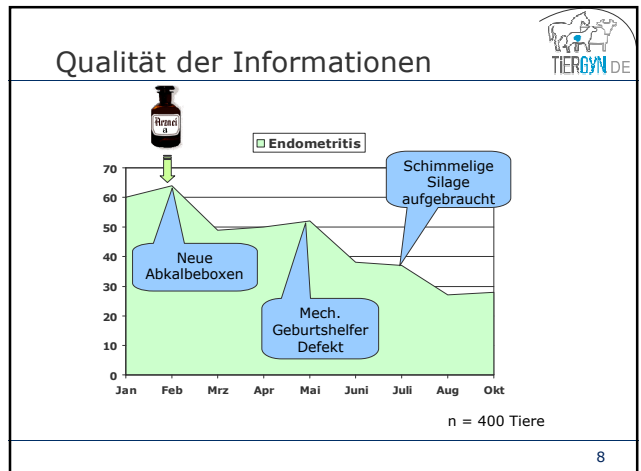 Qualität der Informationen
TIERGYN DE
Arznei
a
Endometritis
Schimmelige
Silage
aufgebraucht
Neue
Abkalbeboxen
Mech.
Geburtshelfer
Defekt
70
60
50
40
30
20
10
0
Jan Feb Mrz Apr Mai Juni Juli Aug Okt
n = 400 Tiere
8